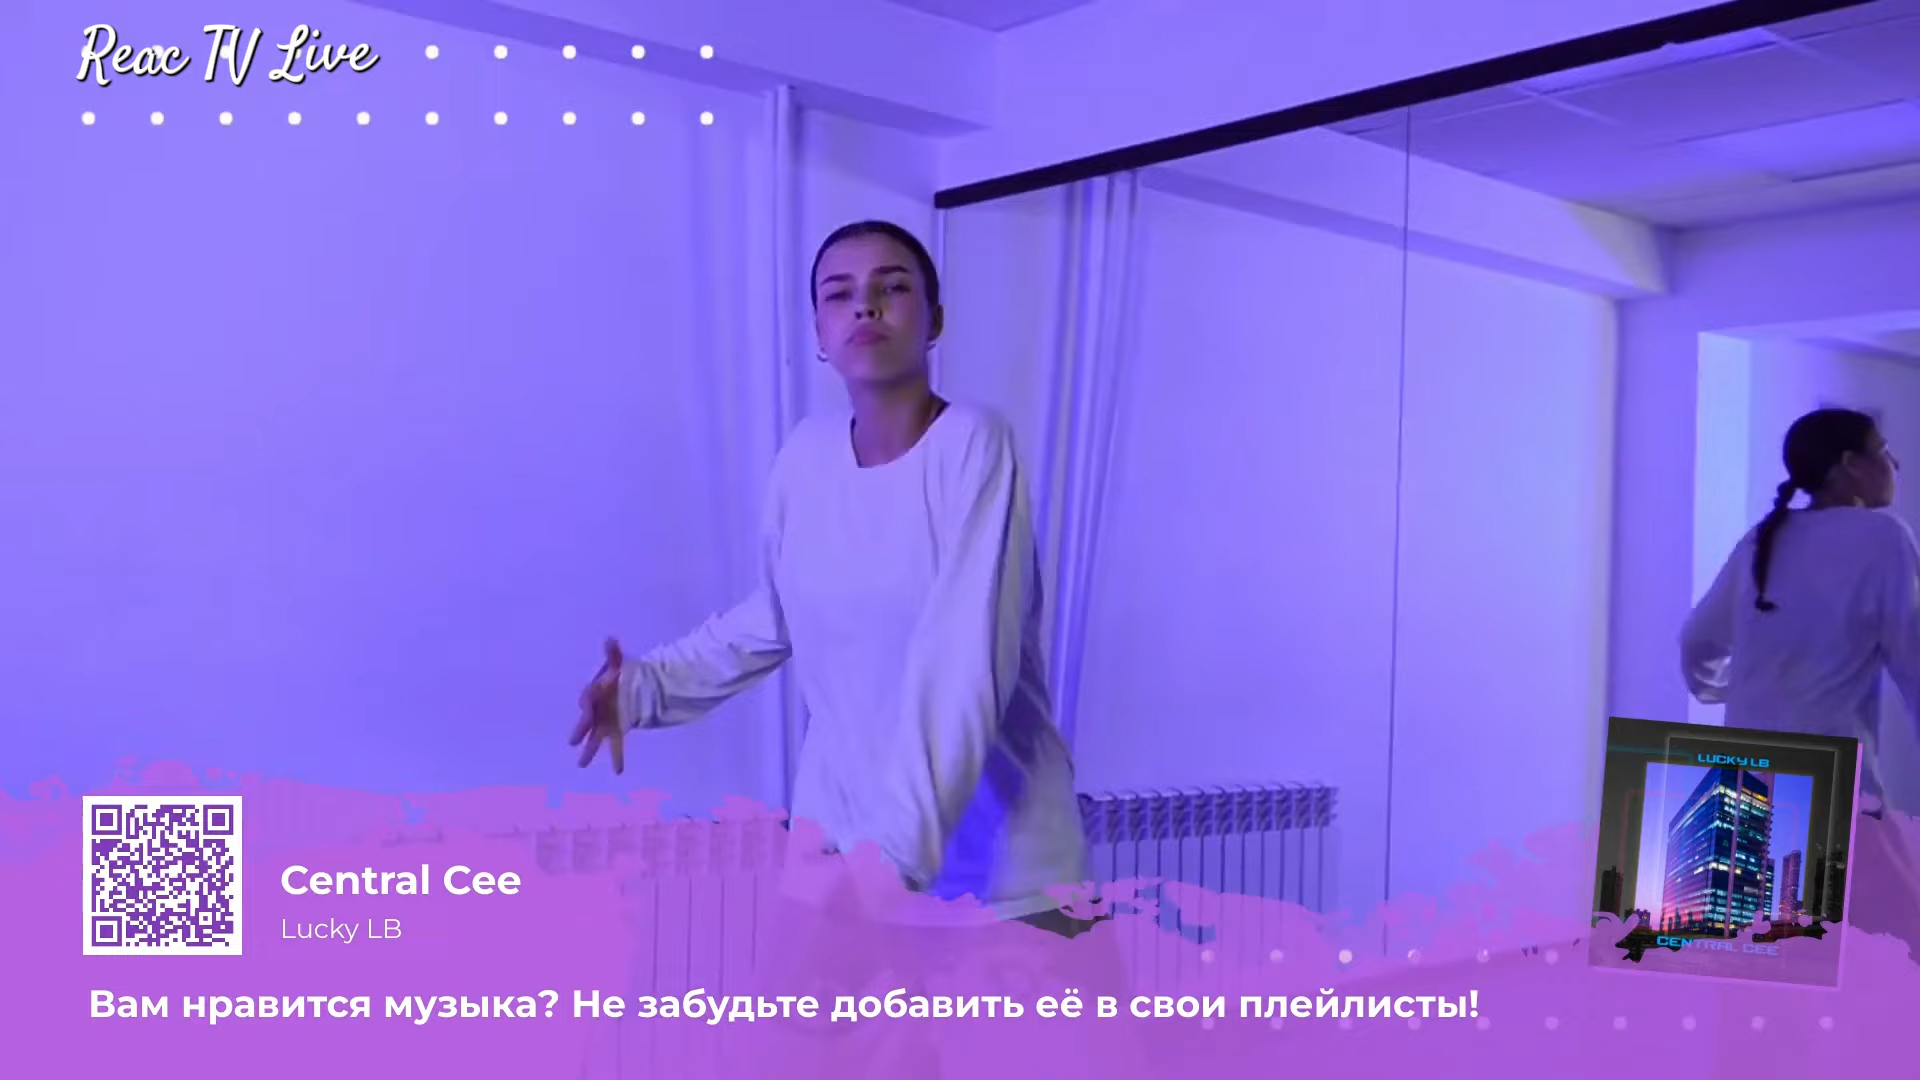 Reac TV Live
LUCKY LB
CENTRAL CEE
Central Cee
Lucky LB
Вам нравится музыка? Не забудьте добавить её в свои плейлисты!